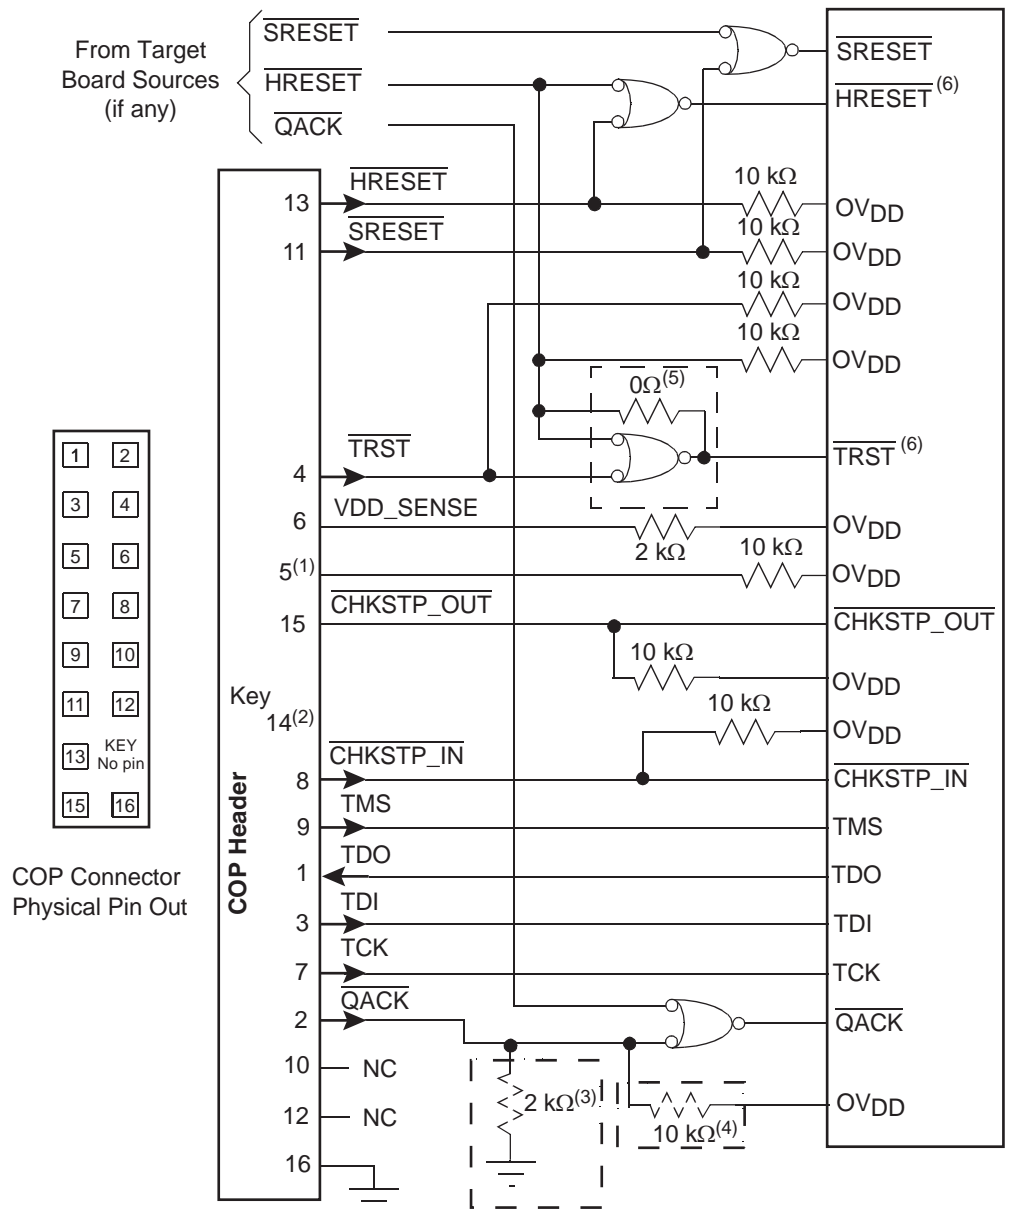 From Target
Board Sources
(if any)
SRESET
HRESET
QACK
SRESET
HRESET(6)
13
HRESET
10 kΩ
OVDD
11
SRESET
10 kΩ
OVDD
10 kΩ
OVDD
10 kΩ
OVDD
0Ω(5)
4
TRST
TRST(6)
6
VDD_SENSE
2 kΩ
OVDD
5(1)
10 kΩ
OVDD
15
CHKSTP_OUT
CHKSTP_OUT
10 kΩ
OVDD
Key
14(2)
10 kΩ
OVDD
8
CHKSTP_IN
CHKSTP_IN
9
TMS
TMS
1
TDO
TDO
3
TDI
TDI
7
TCK
TCK
2
QACK
QACK
10
NC
2 kΩ(3)
10 kΩ(4)
OVDD
12
NC
16
COP Header
1 2
3 4
5 6
7 8
9 10
11 12
13 KEY
No pin
15 16
COP Connector
Physical Pin Out